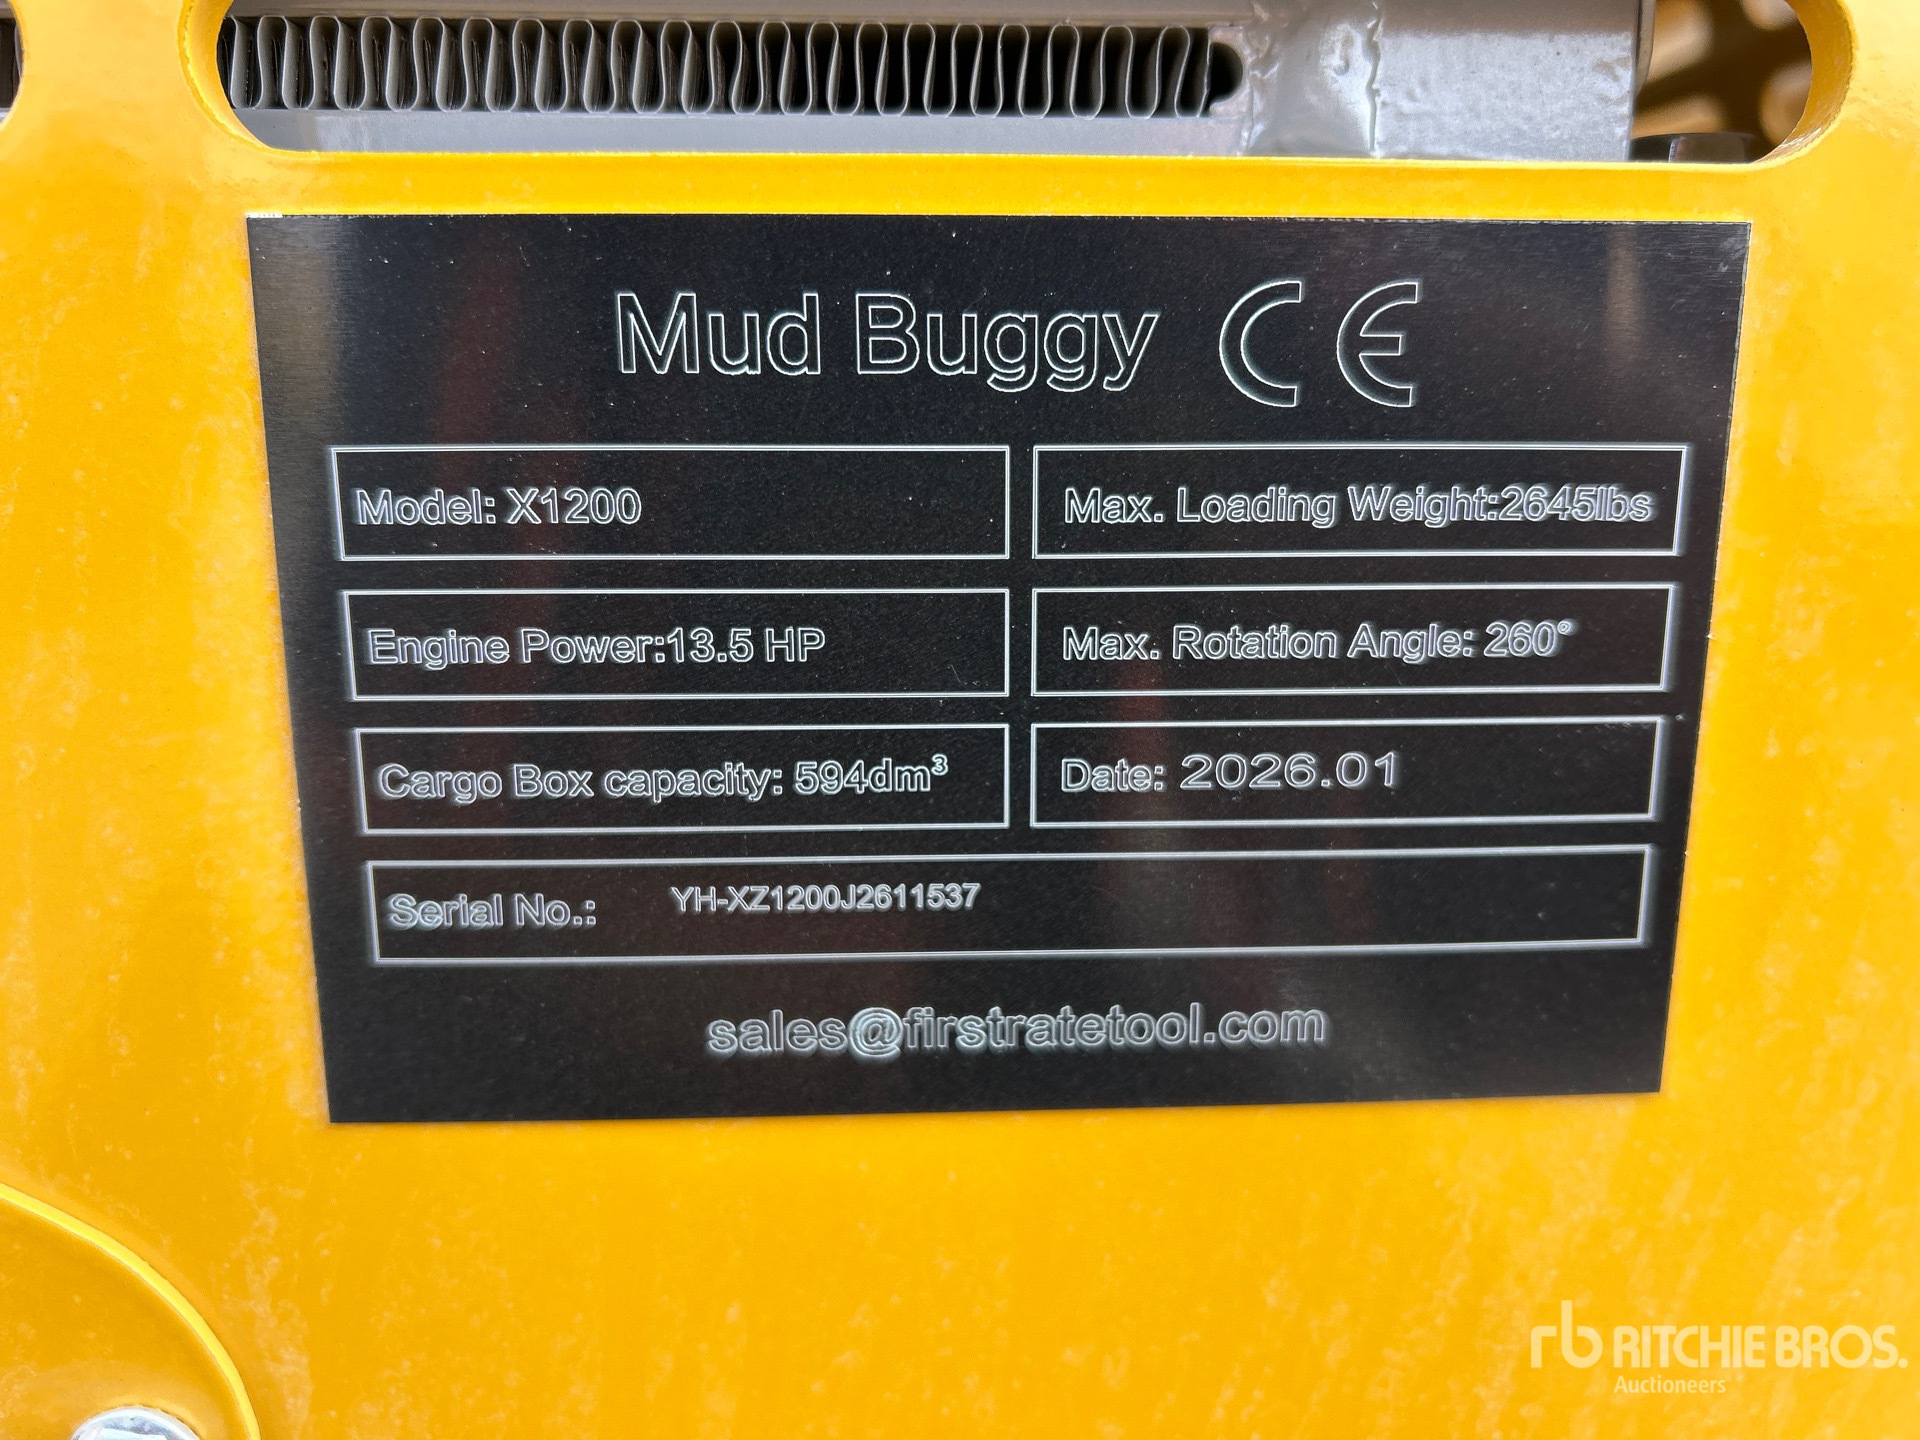 Mud Buggy CE
Model: X1200
Max. Loading Weight:2645lbs
Engine Power:13.5 HP
Max. Rotation Angle: 260°
Cargo Box capacity: 594dm³
Date: 2026.01
Serial No.: YH-XZ1200J2611537
sales@firstratetool.com
rb RITCHIE BROS.
Auctioneers